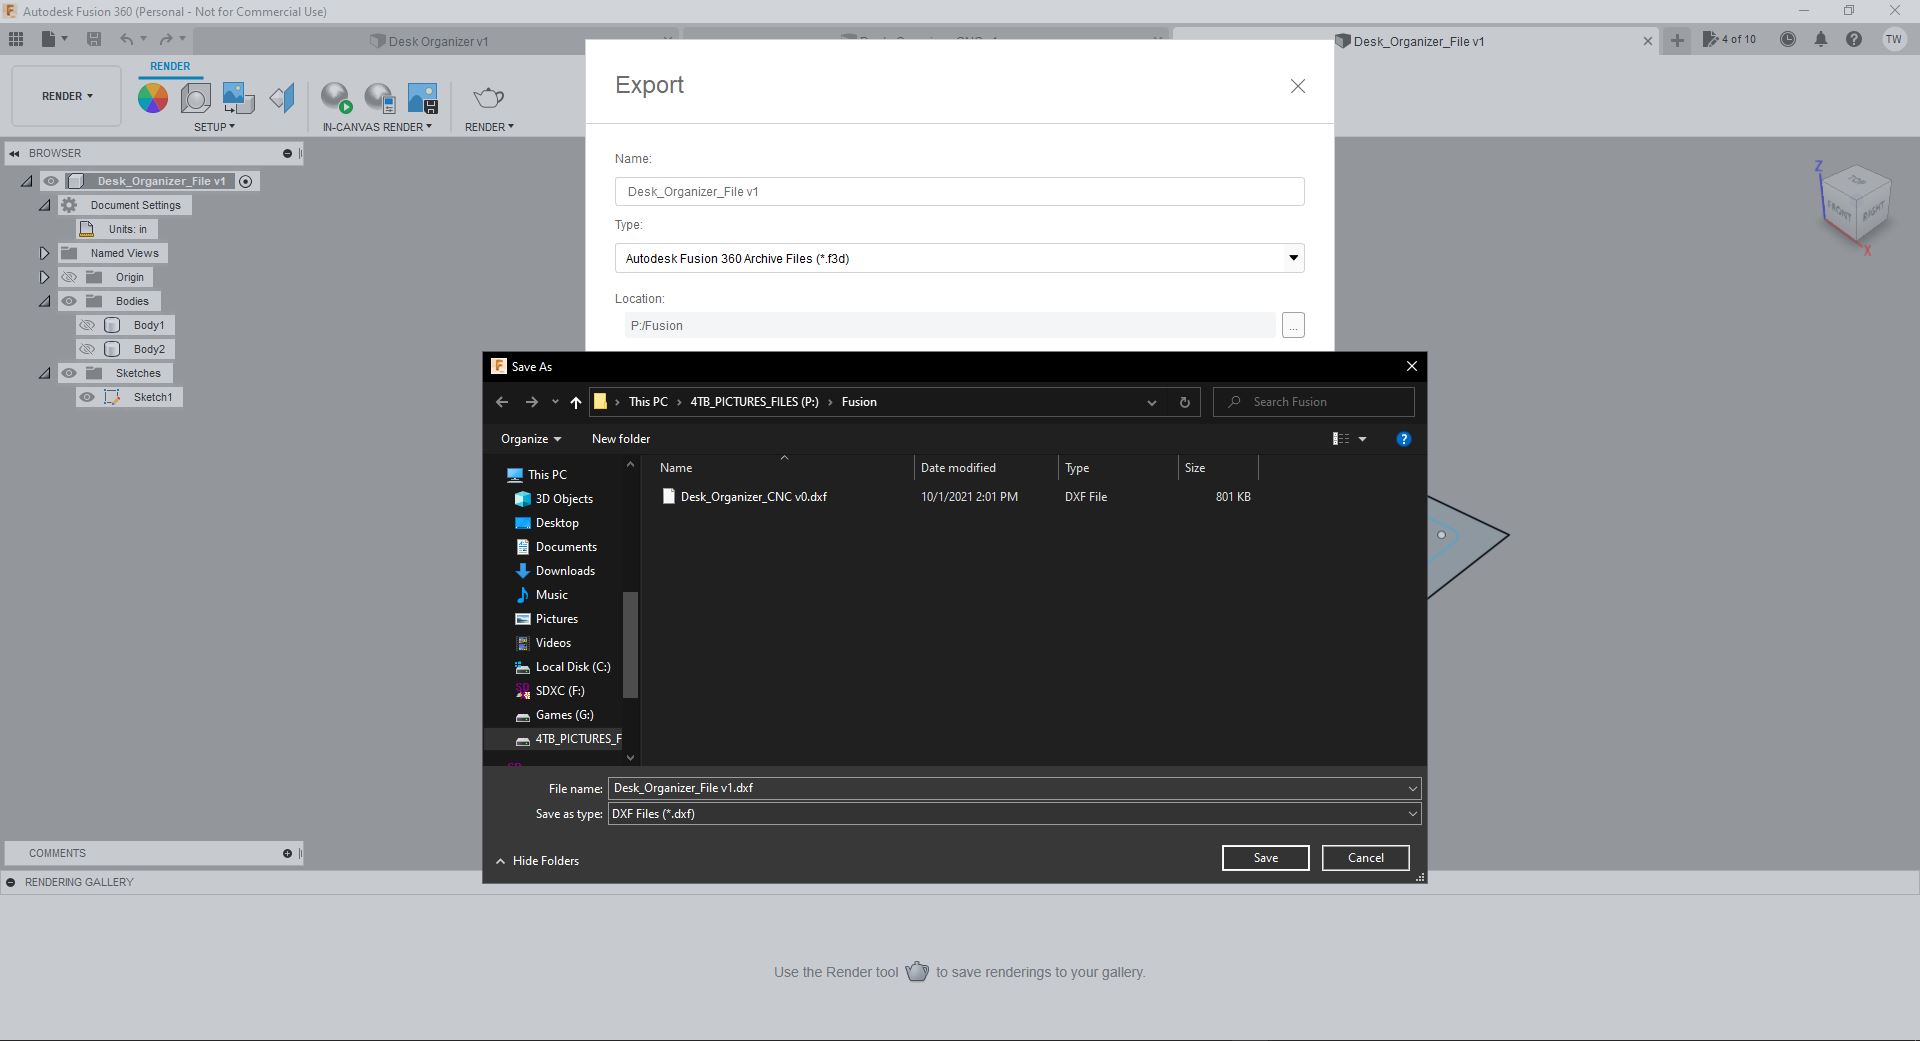 Autodesk Fusion 360 (Personal - Not for Commercial Use)
Desk Organizer v1
Desk_Organizer_File v1
4 of 10
TW
RENDER
RENDER
SETUP
IN-CANVAS RENDER
RENDER
BROWSER
Desk_Organizer_File v1
Document Settings
Units: in
Named Views
Origin
Bodies
Body1
Body2
Sketches
Sketch1
TOP
FRONT
RIGHT
Z
X
Export
Name:
Desk_Organizer_File v1
Type:
Autodesk Fusion 360 Archive Files (*.f3d)
Location:
P:/Fusion
...
Save As
This PC > 4TB_PICTURES_FILES (P:) > Fusion
Search Fusion
Organize
New folder
?
This PC
3D Objects
Desktop
Documents
Downloads
Music
Pictures
Videos
Local Disk (C:)
SDXC (F:)
Games (G:)
4TB_PICTURES_F
Name Date modified Type Size
Desk_Organizer_CNC v0.dxf 10/1/2021 2:01 PM DXF File 801 KB
File name: Desk_Organizer_File v1.dxf
Save as type: DXF Files (*.dxf)
Hide Folders
Save
Cancel
COMMENTS
RENDERING GALLERY
Use the Render tool to save renderings to your gallery.